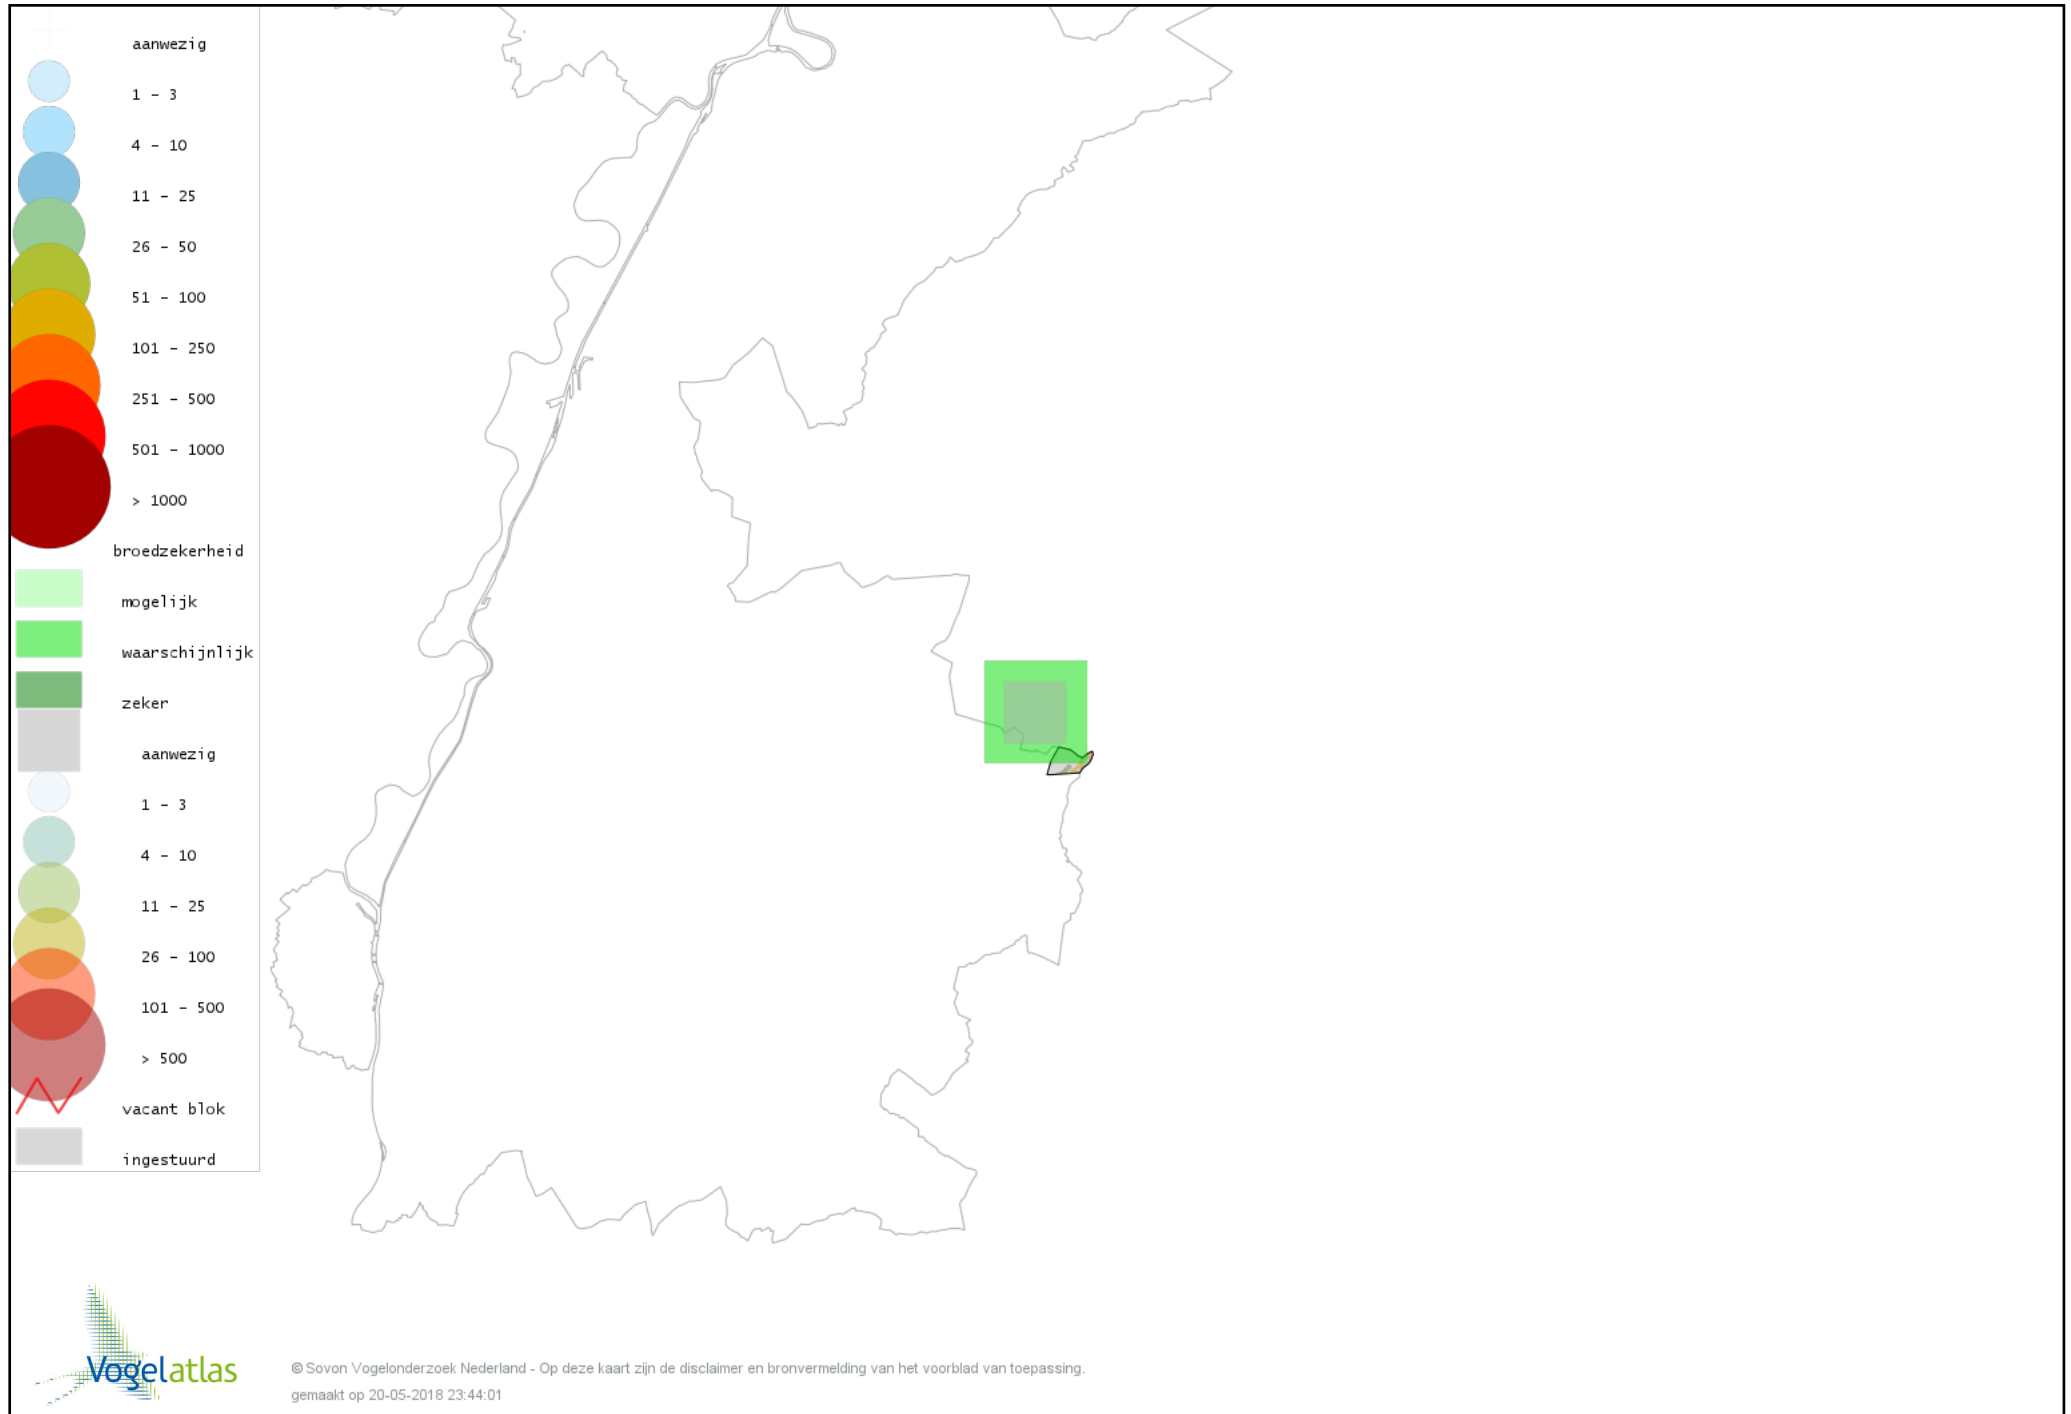 aanwezig
1 - 3
4 - 10
11 - 25
26 - 50
51 - 100
101 - 250
251 - 500
501 - 1000
> 1000
broedzekerheid
mogelijk
waarschijnlijk
zeker
aanwezig
1 - 3
4 - 10
11 - 25
26 - 100
101 - 500
> 500
vacant blok
ingestuurd
Vogelatlas
© Sovon Vogelonderzoek Nederland - Op deze kaart zijn de disclaimer en bronvermelding van het voorblad van toepassing.
gemaakt op 20-05-2018 23:44:01